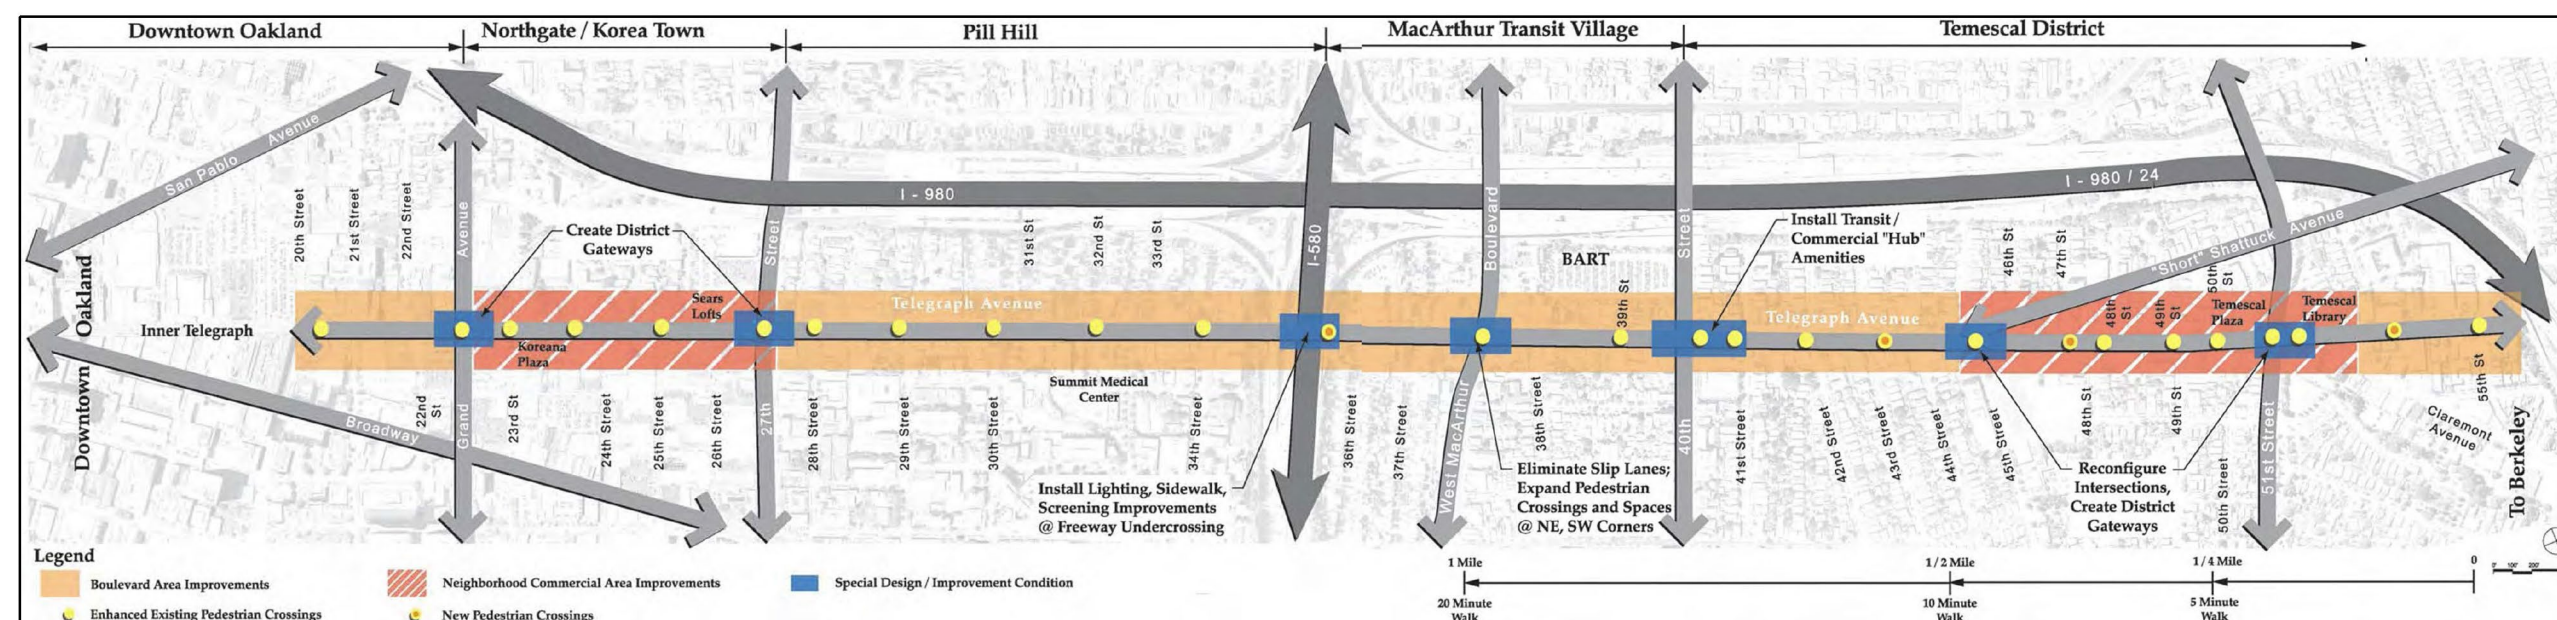 Downtown Oakland
Northgate / Korea Town
Pill Hill
MacArthur Transit Village
Temescal District
San Pablo Avenue
I - 980
I - 980 / 24
20th Street
21st Street
22nd Street
Avenue
Create District
Gateways
Street
31st St
32nd St
33rd St
I-580
Boulevard
BART
Street
Install Transit /
Commercial "Hub"
Amenities
46th St
47th St
"Short" Shattuck Avenue
50th
St
Downtown Oakland
Inner Telegraph
Sears
Lofts
Koreana
Plaza
Telegraph Avenue
39th St
Telegraph Avenue
48th
St
49th
St
Temescal
Plaza
Temescal
Library
Summit Medical
Center
Broadway
22nd
St
Grand
23rd St
24th Street
25th Street
26th Street
27th
28th Street
29th Street
30th Street
34th Street
Install Lighting, Sidewalk,
Screening Improvements
@ Freeway Undercrossing
36th Street
37th Street
West MacArthur
38th Street
Eliminate Slip Lanes;
Expand Pedestrian
Crossings and Spaces
@ NE, SW Corners
40th
41st Street
42nd Street
43rd Street
44th Street
45th Street
Reconfigure
Intersections,
Create District
Gateways
48th St
49th St
50th Street
51st Street
55th St
Claremont
Avenue
To Berkeley
Legend
Boulevard Area Improvements
Neighborhood Commercial Area Improvements
Special Design / Improvement Condition
Enhanced Existing Pedestrian Crossings
New Pedestrian Crossings
1 Mile
1/2 Mile
1/4 Mile
0
0' 100' 200'
20 Minute
Walk
10 Minute
Walk
5 Minute
Walk